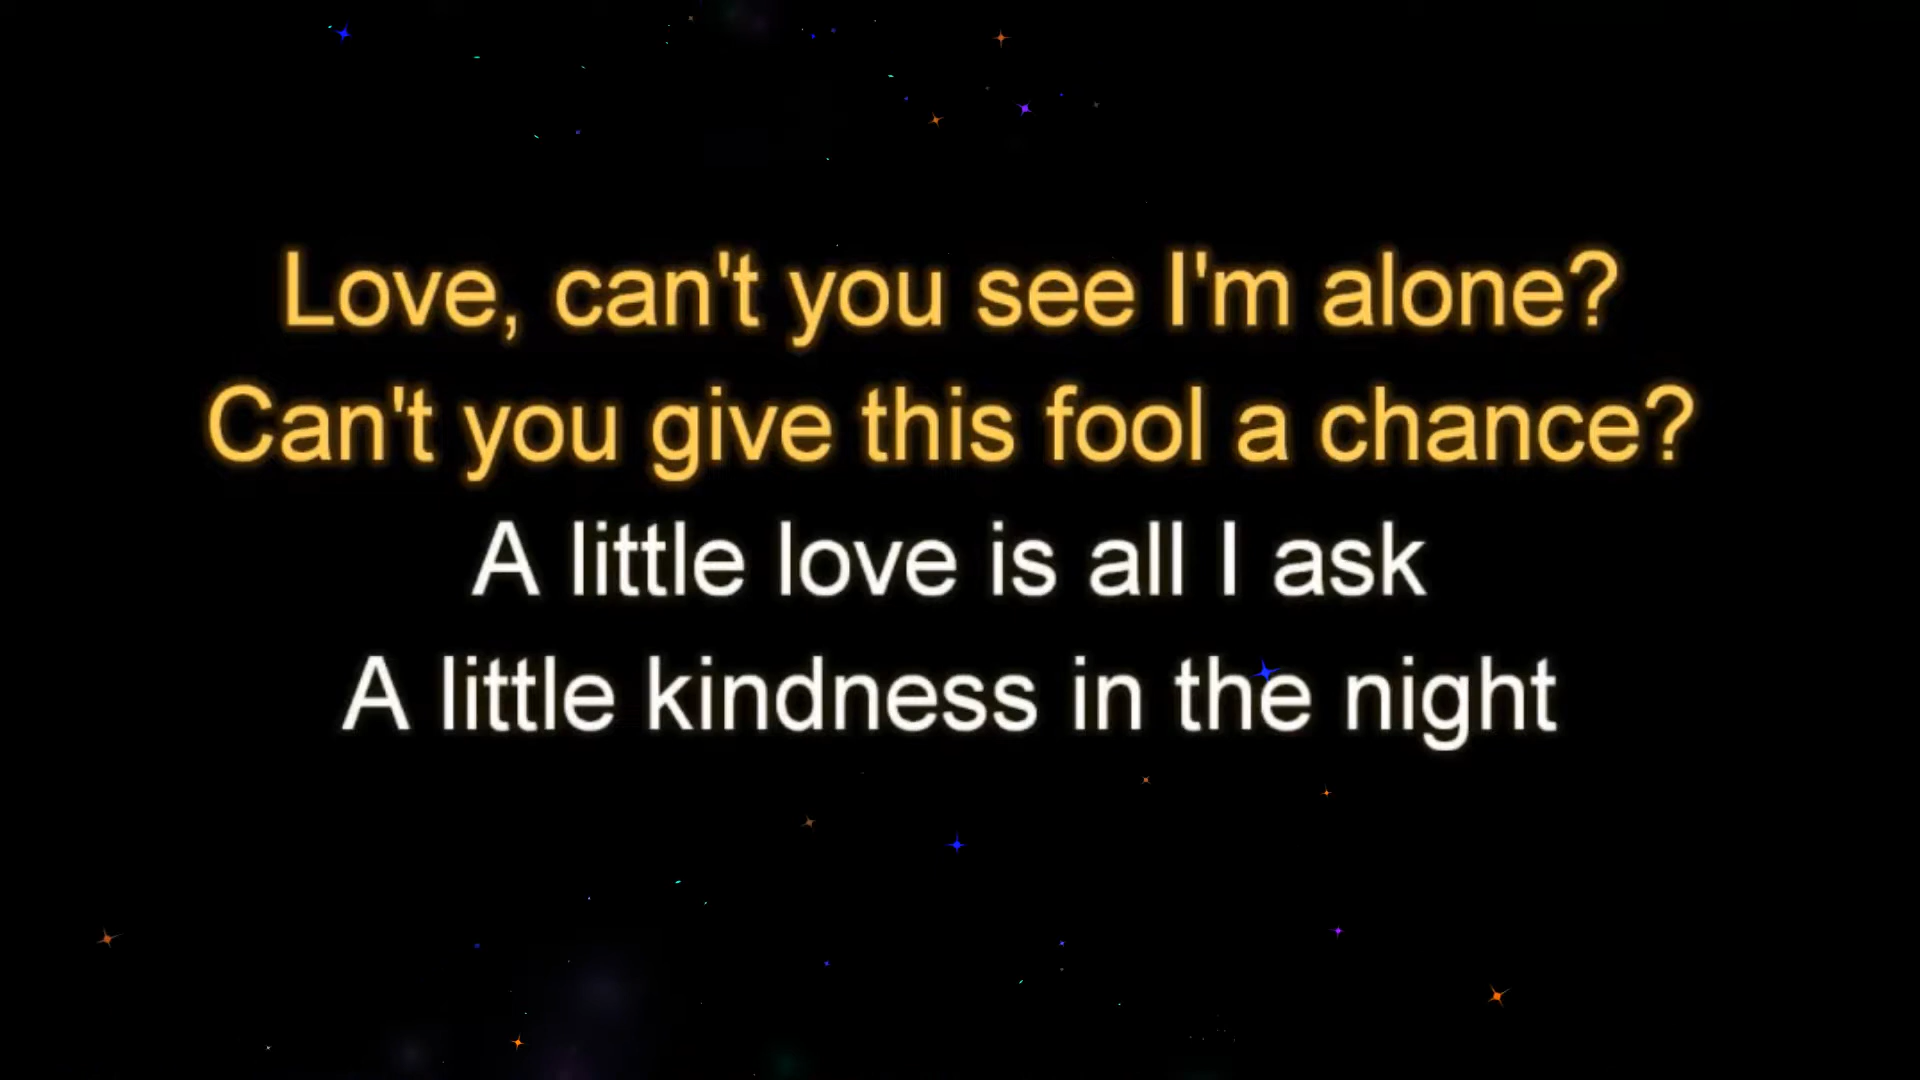 Love, can't you see I'm alone?
Can't you give this fool a chance?
A little love is all I ask
A little kindness in the night